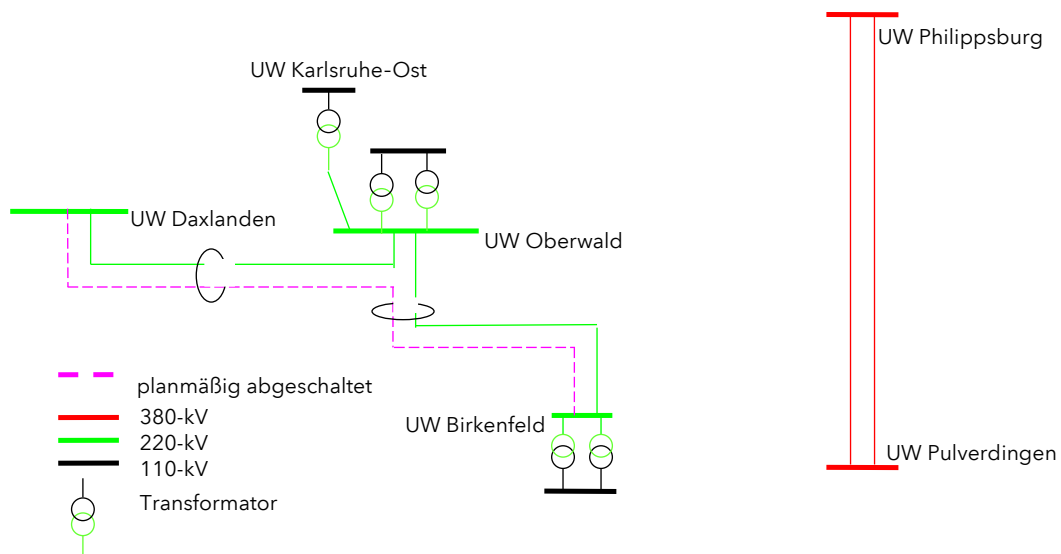 UW Philippsburg
UW Karlsruhe-Ost
UW Daxlanden
UW Oberwald
planmäßig abgeschaltet
380-kV
UW Birkenfeld
220-kV
UW Pulverdingen
110-kV
Transformator